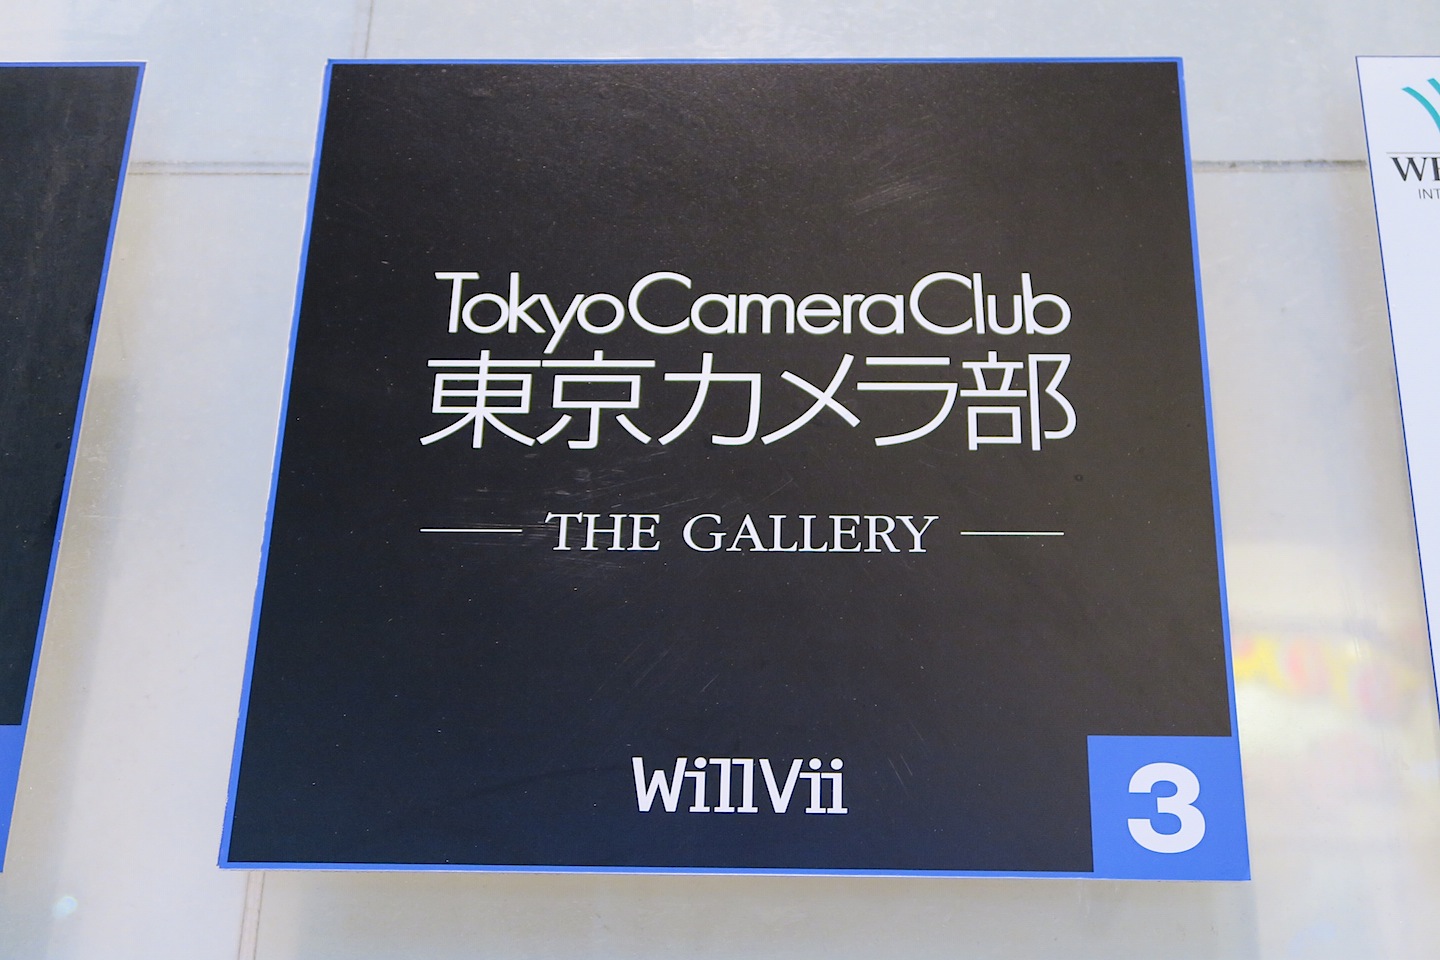 Tokyo Camera Club
東京カメラ部
THE GALLERY
WillVii
3